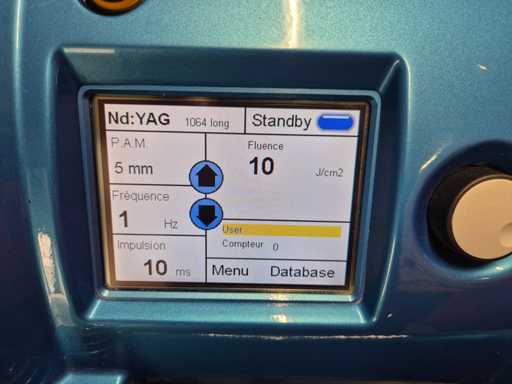 Nd:YAG 1064 long
Standby
P.A.M.
5 mm
Fluence
10 J/cm2
Fréquence
1 Hz
User
Compteur 0
Impulsion
10 ms
Menu Database